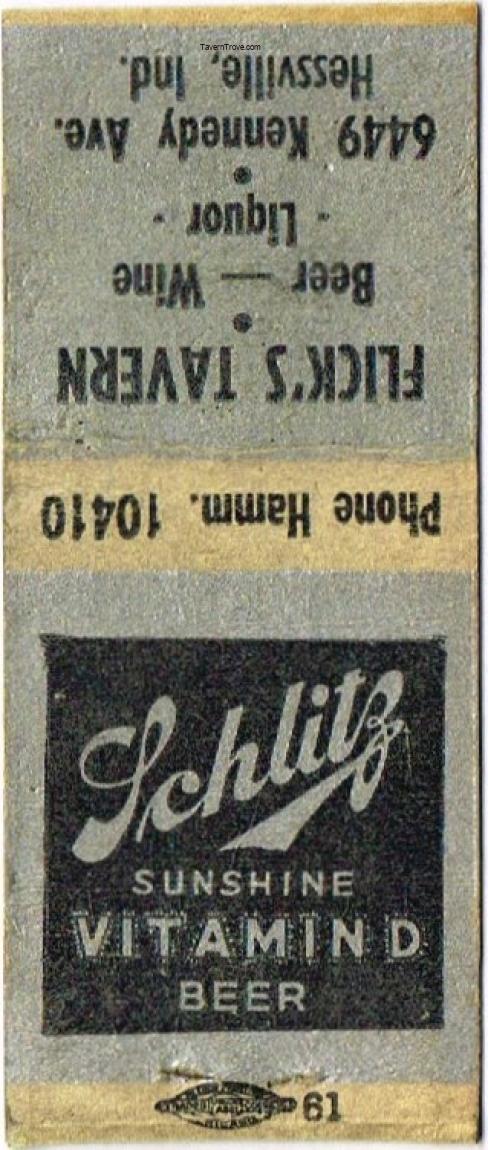 TavernTrove.com
FLICK'S TAVERN
•
Beer — Wine
- Liquor -
•
6449 Kennedy Ave.
Hessville, Ind.
Phone Hamm. 10410
Schlitz
SUNSHINE
VITAMIN D
BEER
61